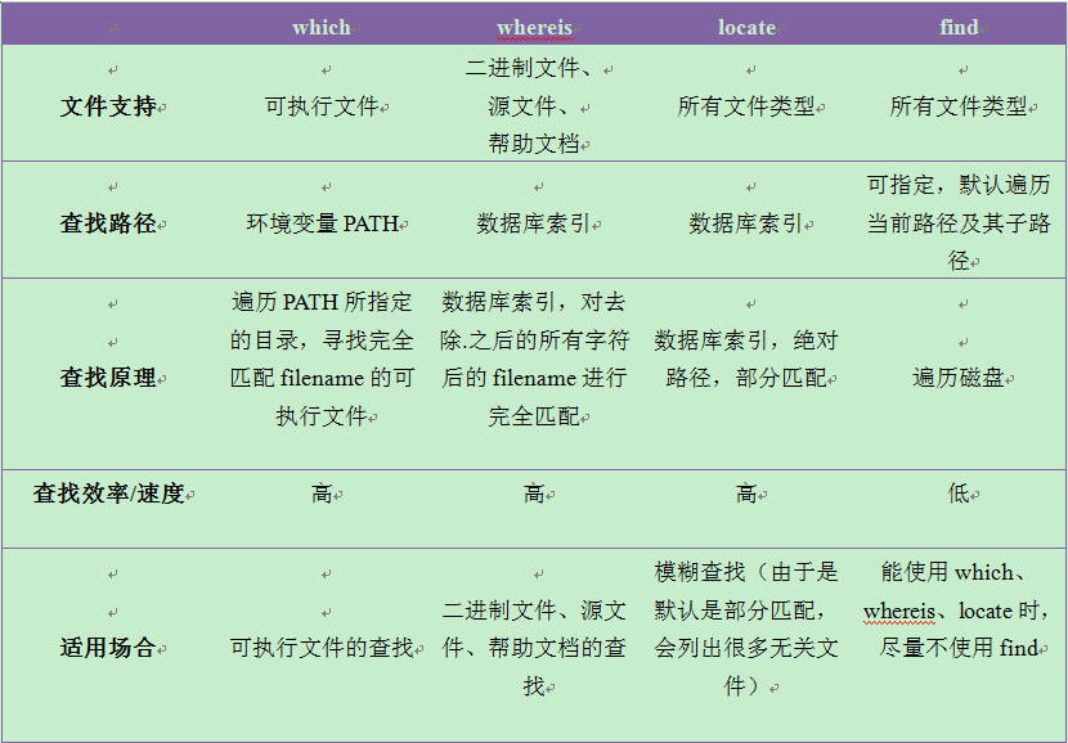 which whereis locate find
文件支持
可执行文件
二进制文件、
源文件、
帮助文档
所有文件类型
所有文件类型
查找路径
环境变量 PATH
数据库索引
数据库索引
可指定，默认遍历
当前路径及其子路
径
查找原理
遍历 PATH 所指定
的目录，寻找完全
匹配 filename 的可
执行文件
数据库索引，对去
除.之后的所有字符
后的 filename 进行
完全匹配
数据库索引，绝对
路径，部分匹配
遍历磁盘
查找效率/速度
高
高
高
低
适用场合
可执行文件的查找
二进制文件、源文
件、帮助文档的查
找
模糊查找（由于是
默认是部分匹配，
会列出很多无关文
件）
能使用 which、
whereis、locate 时，
尽量不使用 find